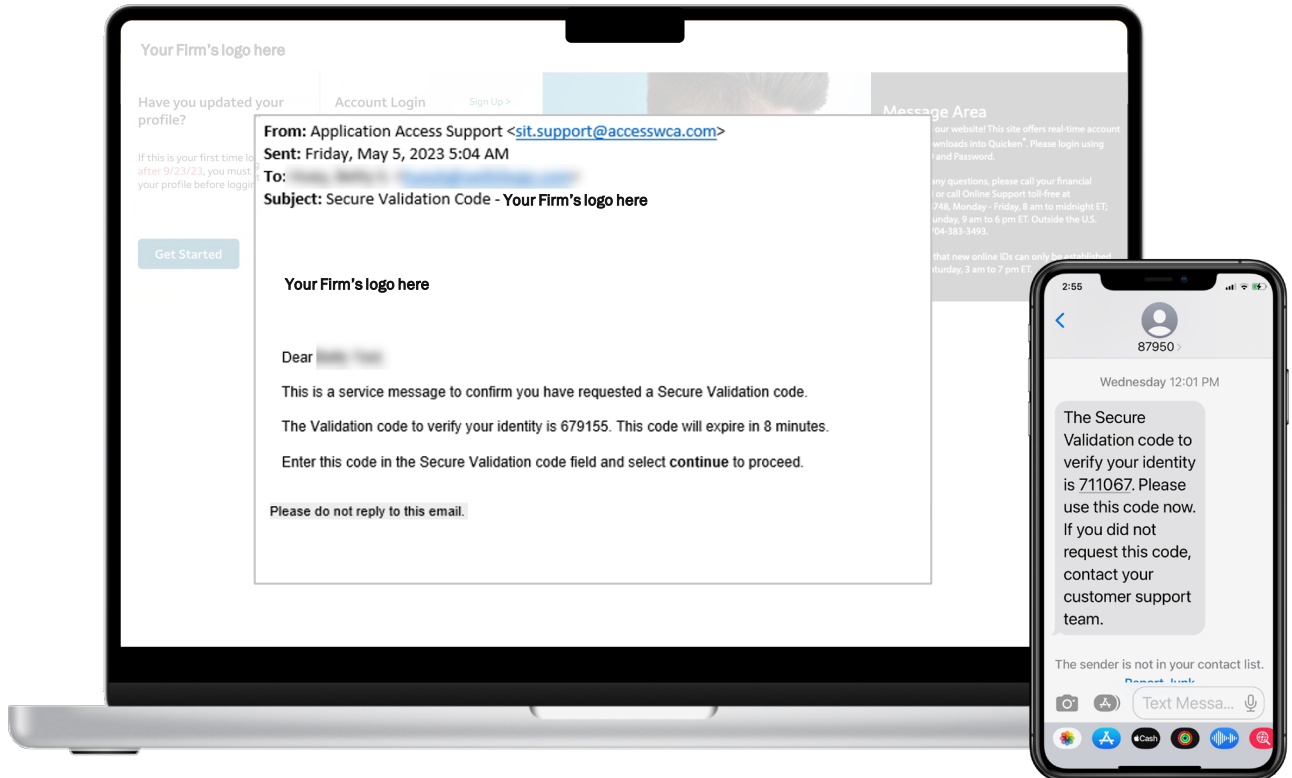 Your Firm's logo here
Have you updated your
profile?
If this is your first time lo
after 9/23/23, you must
your profile before loggin
Get Started
Account Login
Sign Up >
Message Area
our website! This site offers real-time account
wnloads into Quicken®. Please login using
and Password.
any questions, please call your financial
or call Online Support toll-free at
748, Monday - Friday, 8 am to midnight ET;
unday, 9 am to 6 pm ET. Outside the U.S.
704-383-3493.
that new online IDs can only be established
turday, 3 am to 7 pm ET.
From: Application Access Support <sit.support@accesswca.com>
Sent: Friday, May 5, 2023 5:04 AM
To:
Subject: Secure Validation Code - Your Firm's logo here
Your Firm's logo here
Dear
This is a service message to confirm you have requested a Secure Validation code.
The Validation code to verify your identity is 679155. This code will expire in 8 minutes.
Enter this code in the Secure Validation code field and select continue to proceed.
Please do not reply to this email.
2:55
87950 >
Wednesday 12:01 PM
The Secure
Validation code to
verify your identity
is 711067. Please
use this code now.
If you did not
request this code,
contact your
customer support
team.
The sender is not in your contact list.
Report Junk
Text Messa...
Cash